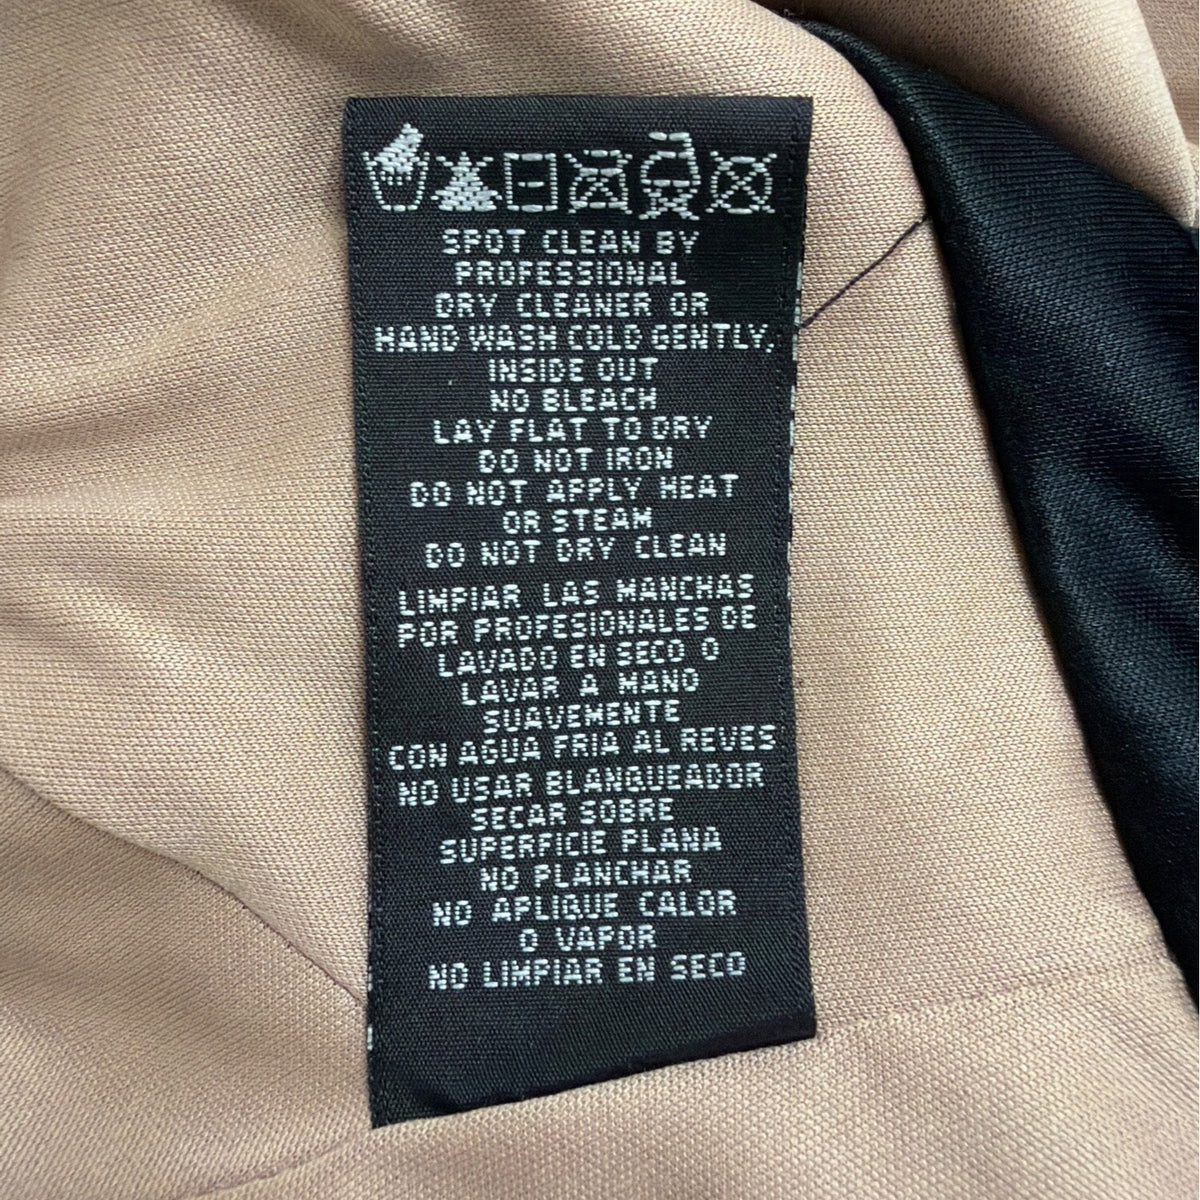 SPOT CLEAN BY
PROFESSIONAL
DRY CLEANER OR
HAND WASH COLD GENTLY,
INSIDE OUT
NO BLEACH
LAY FLAT TO DRY
DO NOT IRON
DO NOT APPLY HEAT
OR STEAM
DO NOT DRY CLEAN
LIMPIAR LAS MANCHAS
POR PROFESIONALES DE
LAVADO EN SECO O
LAVAR A MANO
SUAVEMENTE
CON AGUA FRIA AL REVES
NO USAR BLANQUEADOR
SECAR SOBRE
SUPERFICIE PLANA
NO PLANCHAR
NO APLIQUE CALOR
O VAPOR
NO LIMPIAR EN SECO